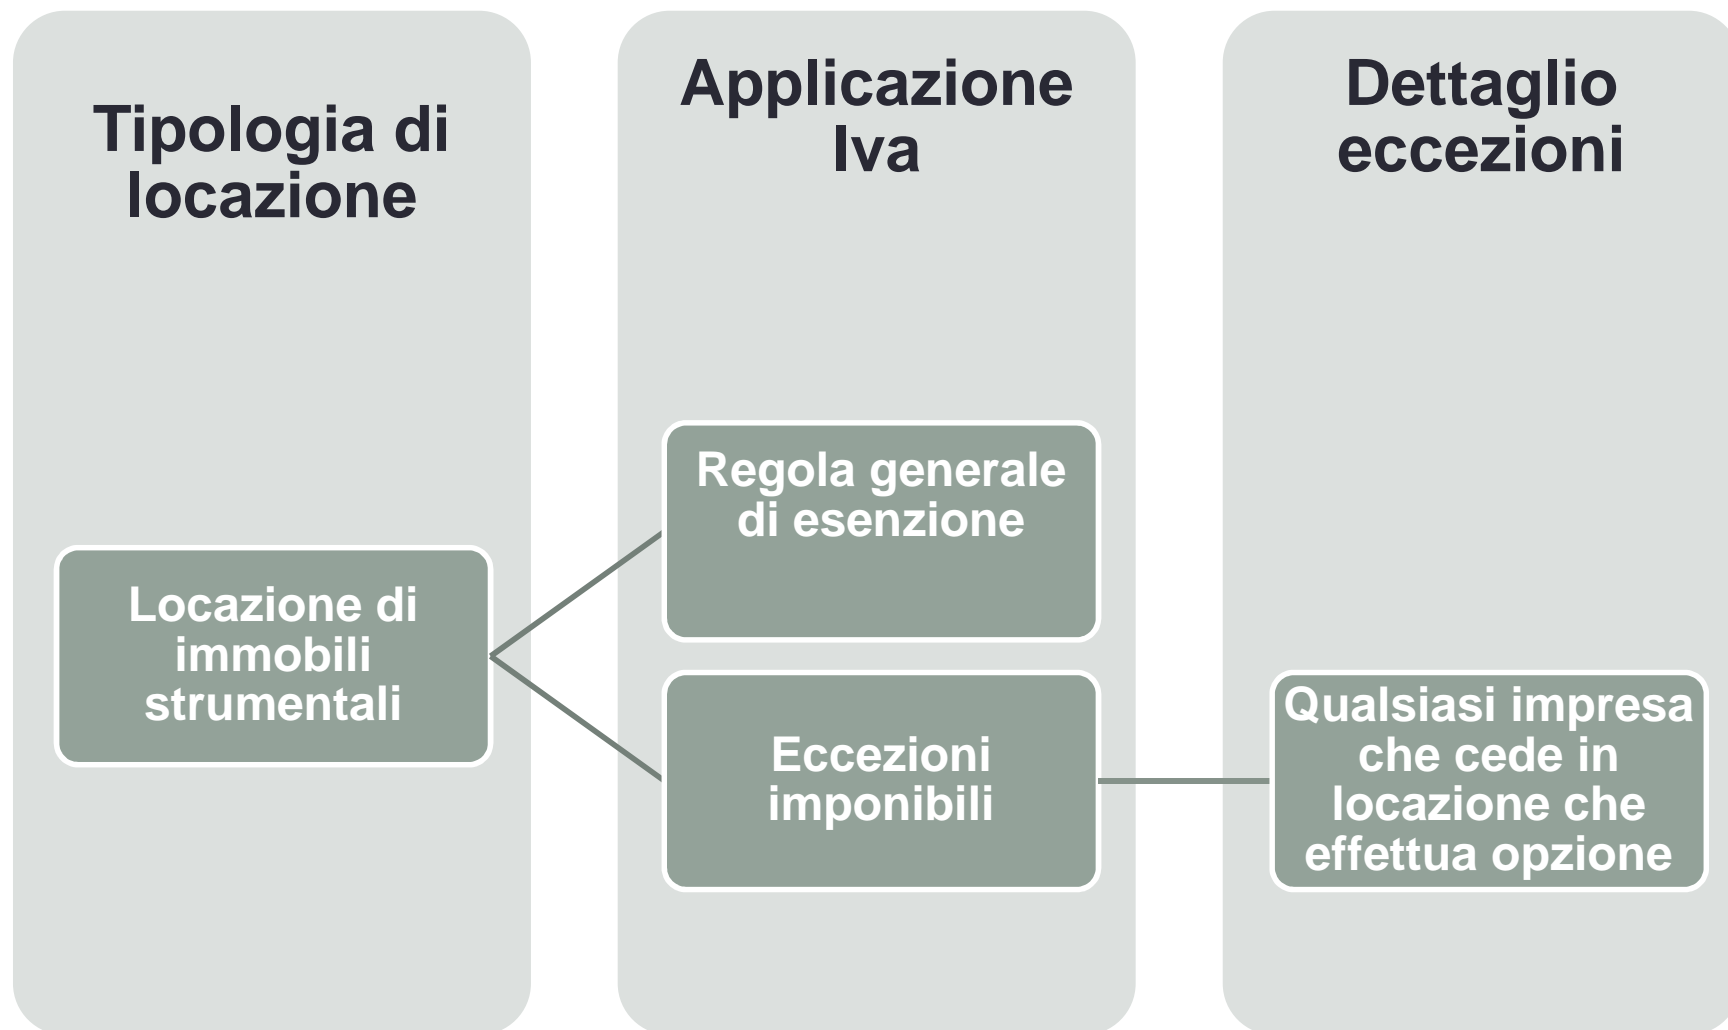 Tipologia di
locazione
Applicazione
Iva
Dettaglio
eccezioni
Locazione di
immobili
strumentali
Regola generale
di esenzione
Eccezioni
imponibili
Qualsiasi impresa
che cede in
locazione che
effettua opzione